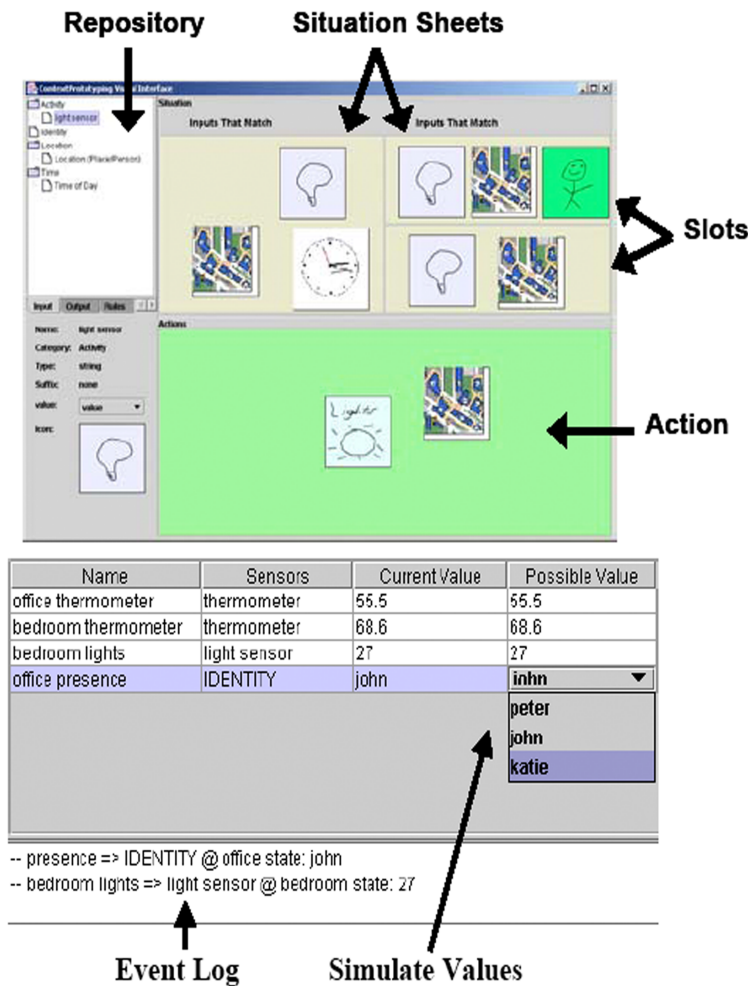 Repository Situation Sheets
ContextPrototyping Visual Interface
Activity
light sensor
Identity
Location
Location (Place/Person)
Time
Time of Day
Situation
Inputs That Match Inputs That Match
Slots
Input Output Rules
Name: light sensor
Category: Activity
Type: string
Suffix: none
value: value
Icon:
Actions
Lights
Action
Name Sensors Current Value Possible Value
office thermometer thermometer 55.5 55.5
bedroom thermometer thermometer 68.6 68.6
bedroom lights light sensor 27 27
office presence IDENTITY john john
peter
john
katie
-- presence => IDENTITY @ office state: john
-- bedroom lights => light sensor @ bedroom state: 27
Event Log Simulate Values